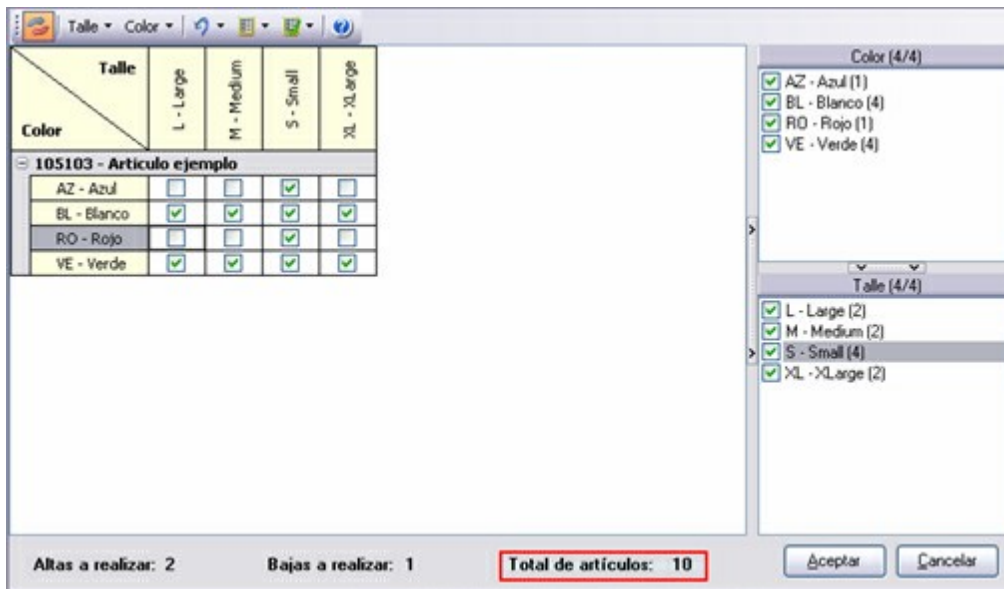 Talle Color
Talle
Color
L - Large
M - Medium
S - Small
XL - XLarge
105103 - Artículo ejemplo
AZ - Azul
BL - Blanco
RO - Rojo
VE - Verde
Color (4/4)
AZ - Azul (1)
BL - Blanco (4)
RO - Rojo (1)
VE - Verde (4)
Talle (4/4)
L - Large (2)
M - Medium (2)
S - Small (4)
XL - XLarge (2)
Altas a realizar: 2 Bajas a realizar: 1 Total de artículos: 10 Aceptar Cancelar